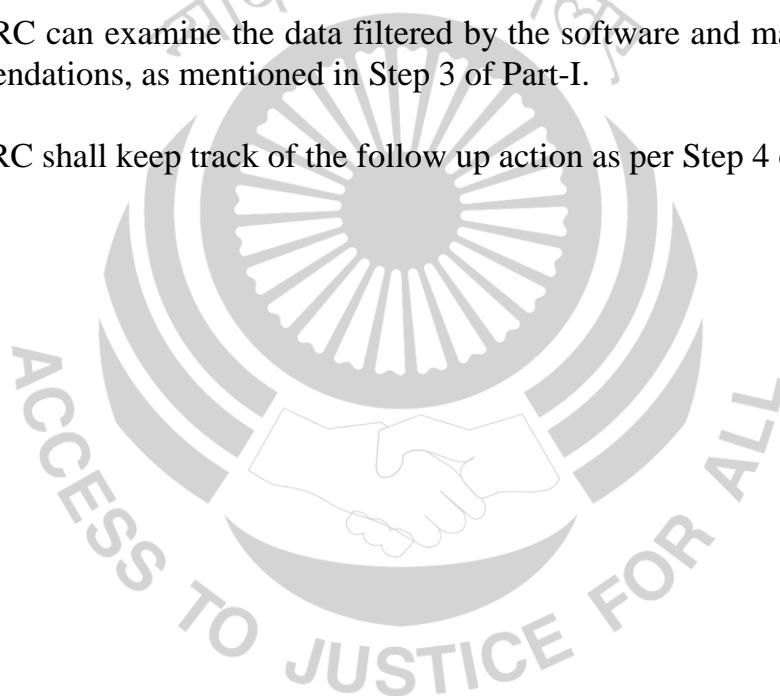 RC can examine the data filtered by the software and ma
endations, as mentioned in Step 3 of Part-I.
RC shall keep track of the follow up action as per Step 4
ACCESS TO JUSTICE FOR ALL